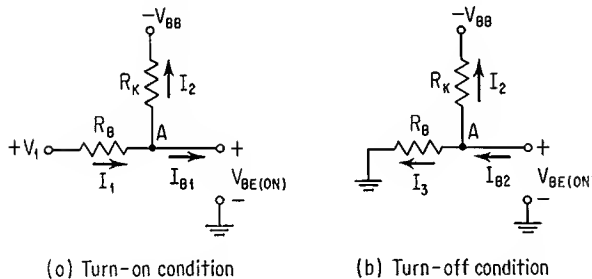 -V_BB
R_K
I_2
R_B
A
+V_1
I_1
I_B1
+
V_BE(ON)
-
(a) Turn-on condition
-V_BB
R_K
I_2
R_B
A
I_3
I_B2
+
V_BE(ON
-
(b) Turn-off condition